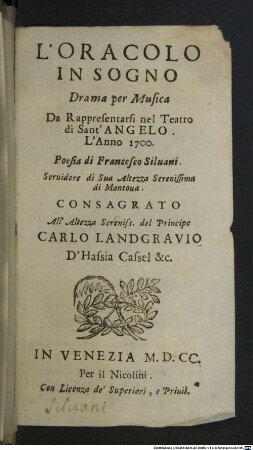 L'ORACOLO
IN SOGNO
Drama per Musica
Da Rappresentarsi nel Teatro
di Sant'ANGELO.
L'Anno 1700.
Poesia di Francesco Siluani.
Seruidore di Sua Altezza Serenissima
di Mantoua.
CONSAGRATO
All' Altezza Sereniss. del Principe
CARLO LANDGRAVIO
D'Hassia Cassel &c.
IN VENEZIA M. D. CC.
Per il Nicolini.
Con Licenza de' Superiori, e Priuil.
Siluani